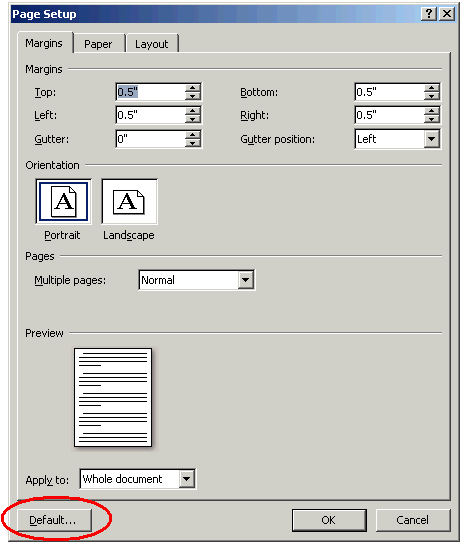 Page Setup
Margins Paper Layout
Margins
Top: 0.5" Bottom: 0.5"
Left: 0.5" Right: 0.5"
Gutter: 0" Gutter position: Left
Orientation
A A
Portrait Landscape
Pages
Multiple pages: Normal
Preview
Apply to: Whole document
Default... OK Cancel